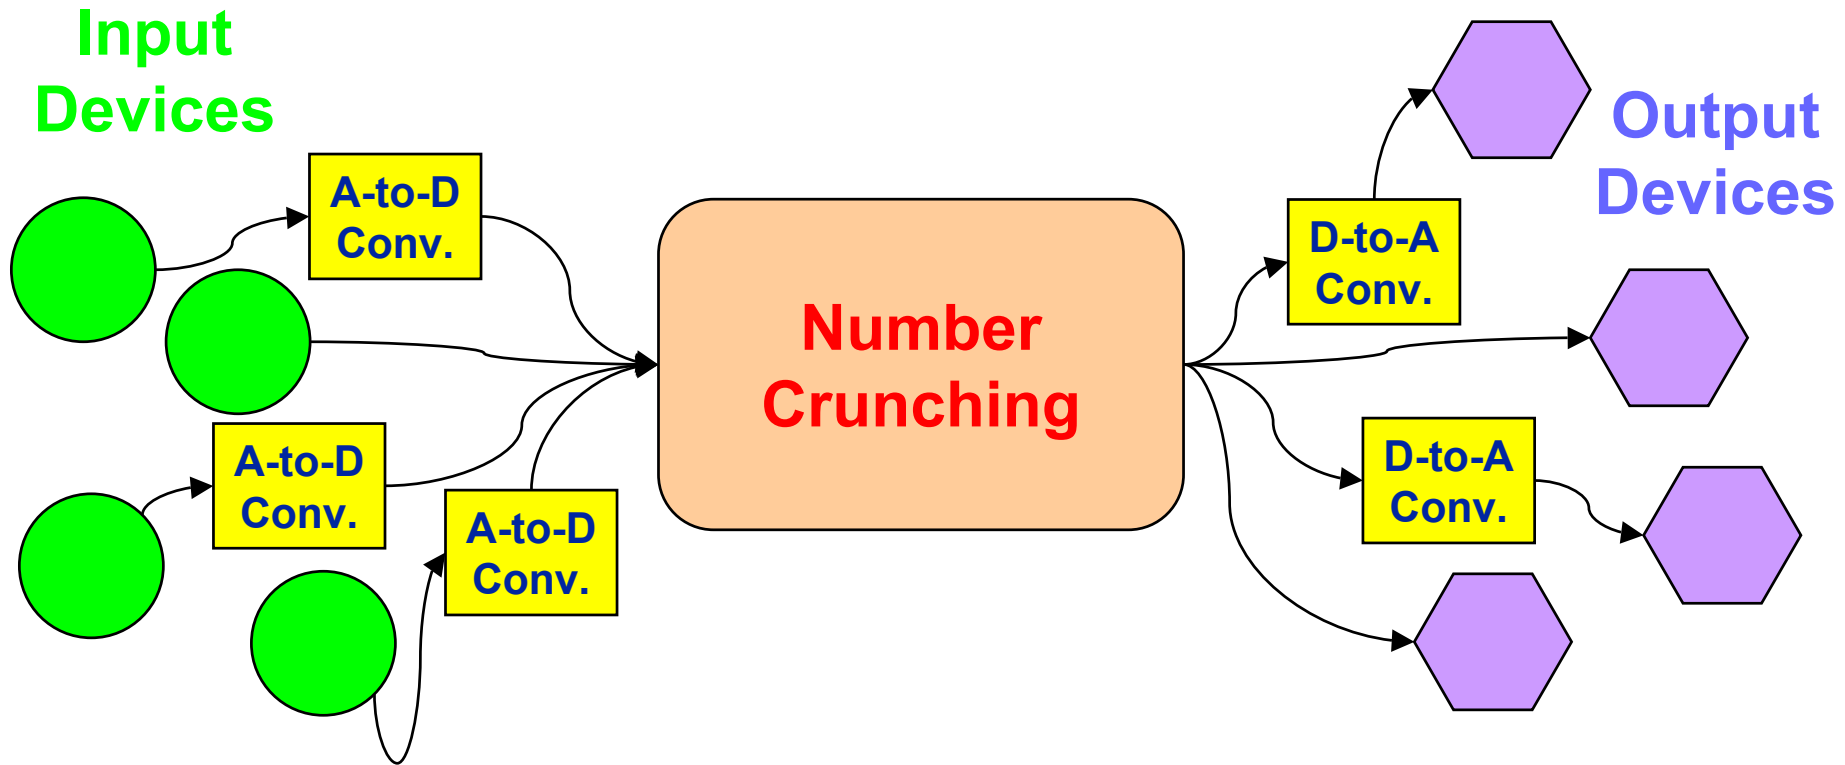 Input
Devices
A-to-D
Conv.
A-to-D
Conv.
A-to-D
Conv.
Number
Crunching
D-to-A
Conv.
D-to-A
Conv.
Output
Devices